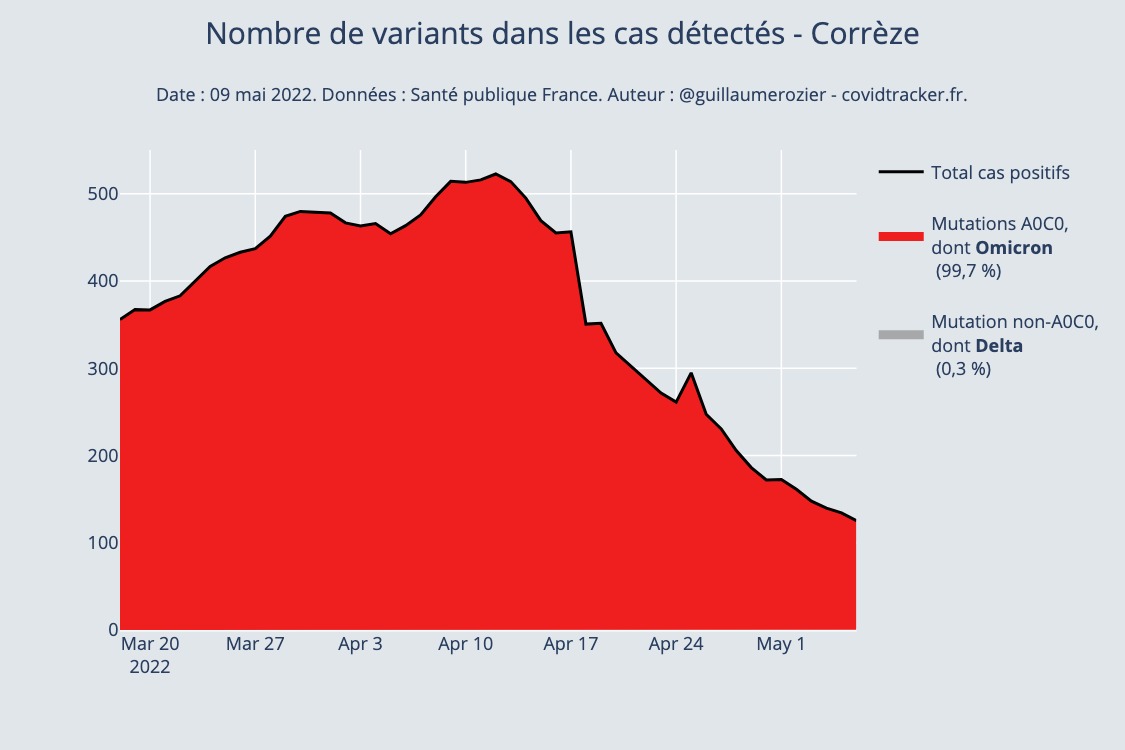 Nombre de variants dans les cas détectés - Corrèze
Date : 09 mai 2022. Données : Santé publique France. Auteur : @guillaumerozier - covidtracker.fr.
500
400
300
200
100
0
Mar 20
2022
Mar 27
Apr 3
Apr 10
Apr 17
Apr 24
May 1
Total cas positifs
Mutations A0C0,
dont Omicron
(99,7 %)
Mutation non-A0C0,
dont Delta
(0,3 %)